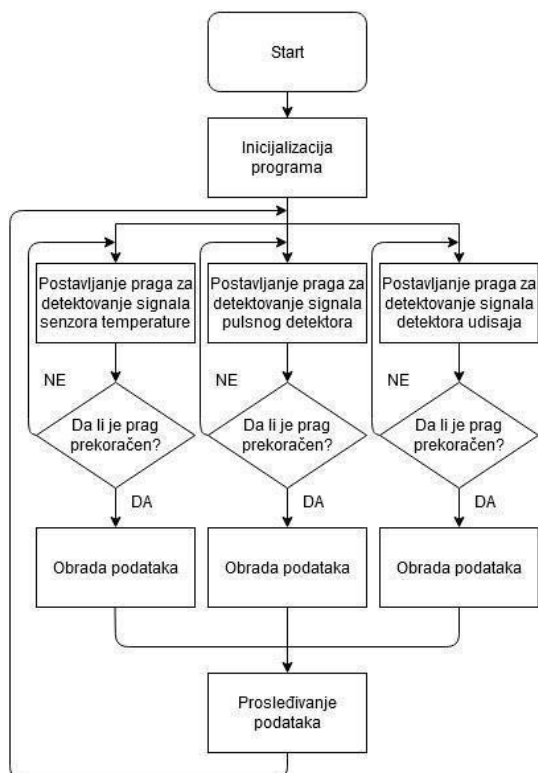 Start
Inicijalizacija
programa
Postavljanje praga za
detektovanje signala
senzora temperature
Postavljanje praga za
detektovanje signala
pulsnog detektora
Postavljanje praga za
detektovanje signala
detektora udisaja
NE
NE
NE
Da li je prag
prekoračen?
Da li je prag
prekoračen?
Da li je prag
prekoračen?
DA
DA
DA
Obrada podataka
Obrada podataka
Obrada podataka
Prosleđivanje
podataka